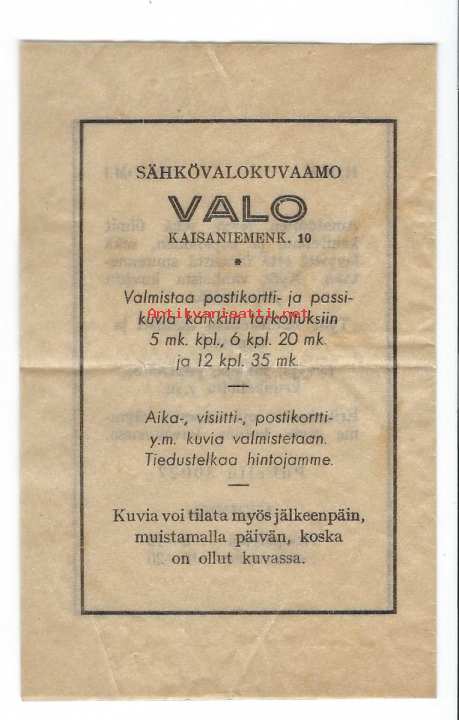 SÄHKÖVALOKUVAAMO
VALO
KAISANIEMENK. 10
Valmistaa postikortti- ja passi-
Antikvariaatti.net
kuvia kaikkiin tarkoituksiin
5 mk. kpl., 6 kpl. 20 mk.
ja 12 kpl. 35 mk.
Aika-, visiitti-, postikortti-
y.m. kuvia valmistetaan.
Tiedustelkaa hintojamme.
Kuvia voi tilata myös jälkeenpäin,
muistamalla päivän, koska
on ollut kuvassa.